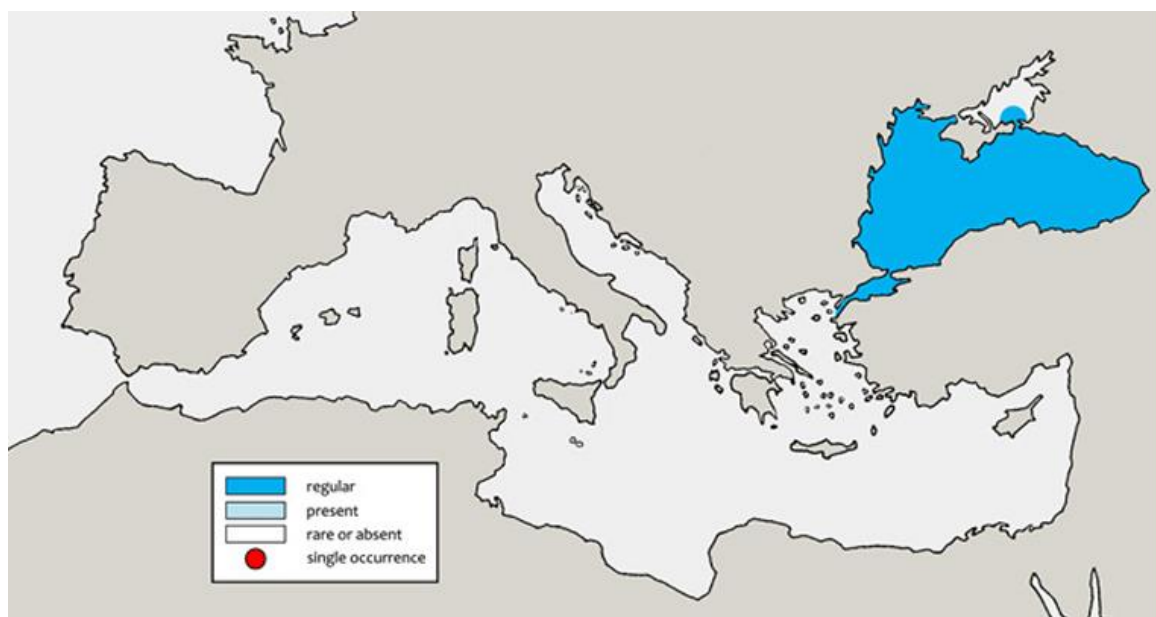 regular
present
rare or absent
single occurrence